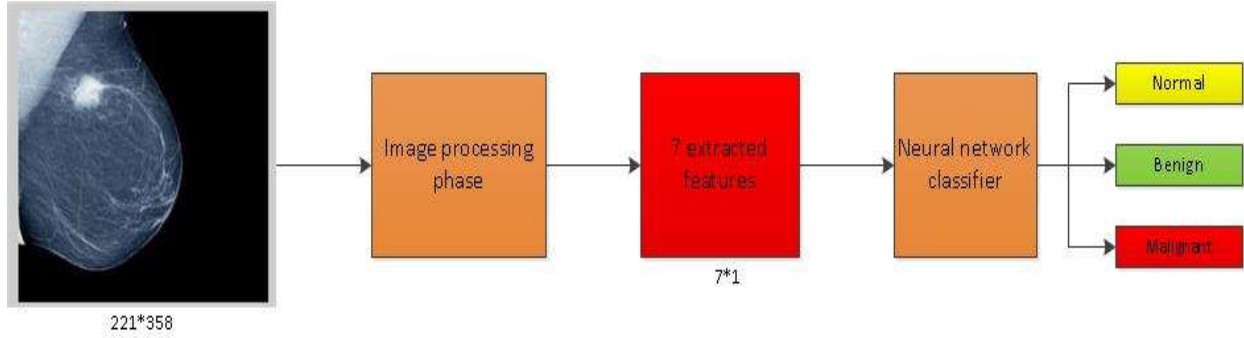 221*358
Image processing
phase
7 extracted
features
7*1
Neural network
classifier
Normal
Benign
Malignant